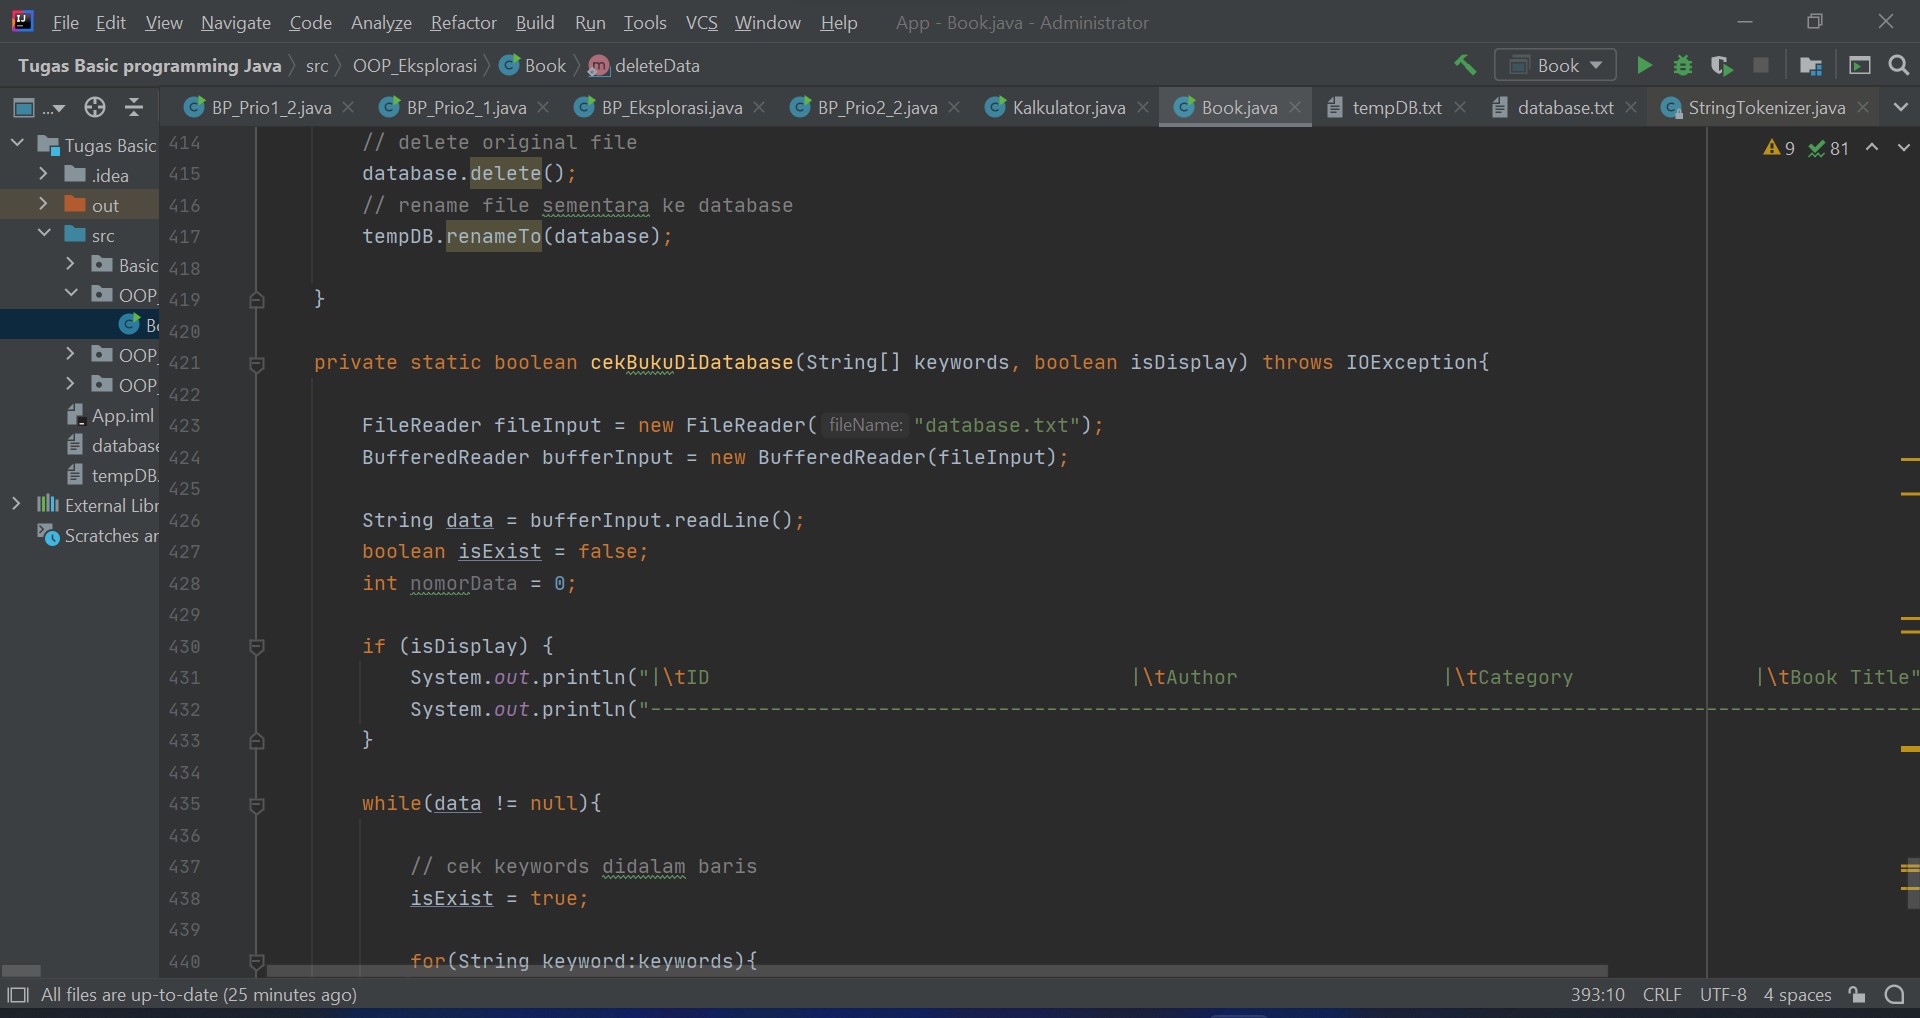 File Edit View Navigate Code Analyze Refactor Build Run Tools VCS Window Help App - Book.java - Administrator
Tugas Basic programming Java src OOP_Eksplorasi Book deleteData Book
... BP_Prio1_2.java BP_Prio2_1.java BP_Eksplorasi.java BP_Prio2_2.java Kalkulator.java Book.java tempDB.txt database.txt StringTokenizer.java
Tugas Basic
.idea
out
src
Basic
OOP_
Bo
OOP_
OOP_
App.iml
database
tempDB.
External Libr
Scratches an
9 81
414 // delete original file
415 database.delete();
416 // rename file sementara ke database
417 tempDB.renameTo(database);
418
419 }
420
421 private static boolean cekBukuDiDatabase(String[] keywords, boolean isDisplay) throws IOException{
422
423 FileReader fileInput = new FileReader( fileName: "database.txt");
424 BufferedReader bufferInput = new BufferedReader(fileInput);
425
426 String data = bufferInput.readLine();
427 boolean isExist = false;
428 int nomorData = 0;
429
430 if (isDisplay) {
431 System.out.println("|\tID |\tAuthor |\tCategory |\tBook Title"
432 System.out.println("----------------------------------------------------------------------------------------------------------
433 }
434
435 while(data != null){
436
437 // cek keywords didalam baris
438 isExist = true;
439
440 for(String keyword:keywords){
All files are up-to-date (25 minutes ago) 393:10 CRLF UTF-8 4 spaces